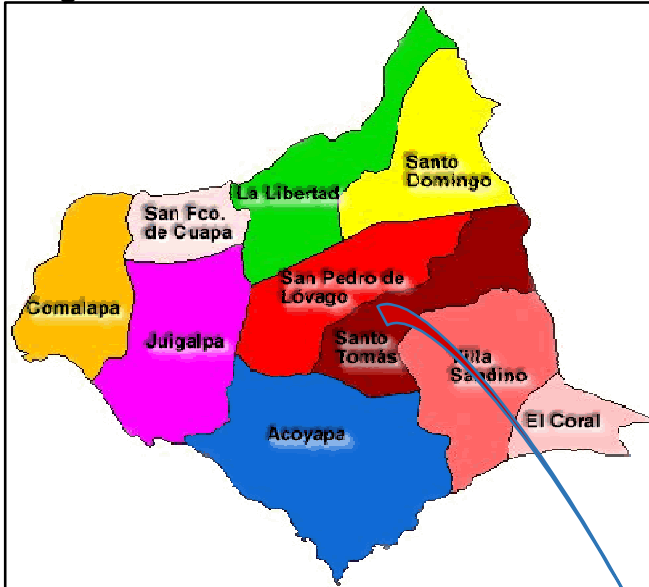 Santo
Domingo
La Libertad
San Fco.
de Cuapa
San Pedro de
Lóvago
Comalapa
Juigalpa
Santo
Tomás
Villa
Sandino
El Coral
Acoyapa